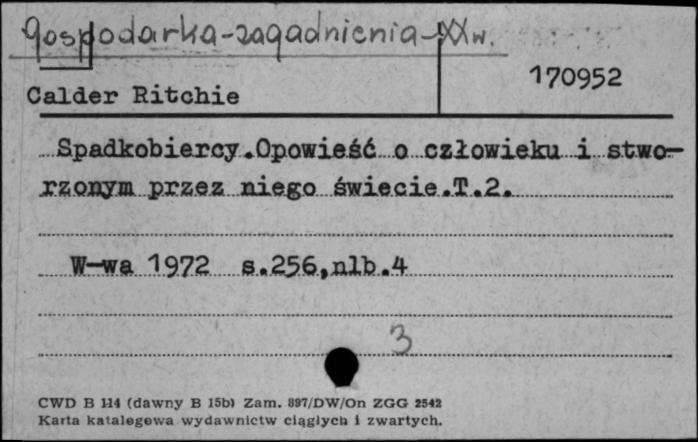 Gospodarka-zagadnienia-XXw.
170952
Calder Ritchie
Spadkobiercy.Opowieść o człowieku i stwo-
rzonym przez niego świecie.T.2.
W-wa 1972 s.256,nlb.4
3
CWD B 114 (dawny B 15b) Zam. 897/DW/On ZGG 2542
Karta katalegowa wydawnictw ciągłych i zwartych.